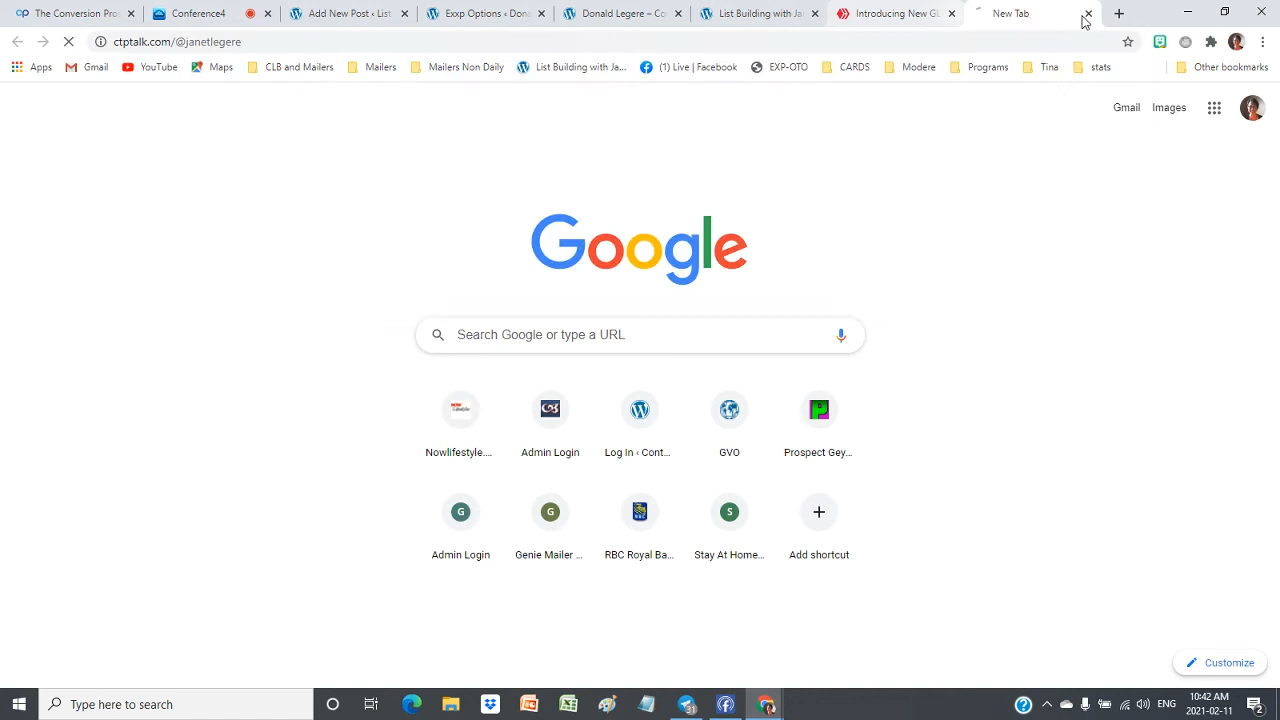 The Conversion Pro
Conference4
Add New Post ‹ List
Exxp Options ‹ Dona
Donald Legere – Co
List Building with Ja
Introducing New GL
New Tab
ctptalk.com/@janetlegere
Apps
Gmail
YouTube
Maps
CLB and Mailers
Mailers
Mailers Non Daily
List Building with Ja...
(1) Live | Facebook
EXP-OTO
CARDS
Modere
Programs
Tina
stats
Other bookmarks
Gmail
Images
Google
Search Google or type a URL
Nowlifestyle....
Admin Login
Log In ‹ Cont...
GVO
Prospect Gey...
Admin Login
Genie Mailer ...
RBC Royal Ba...
Stay At Home...
Add shortcut
Customize
Type here to search
ENG
10:42 AM
2021-02-11